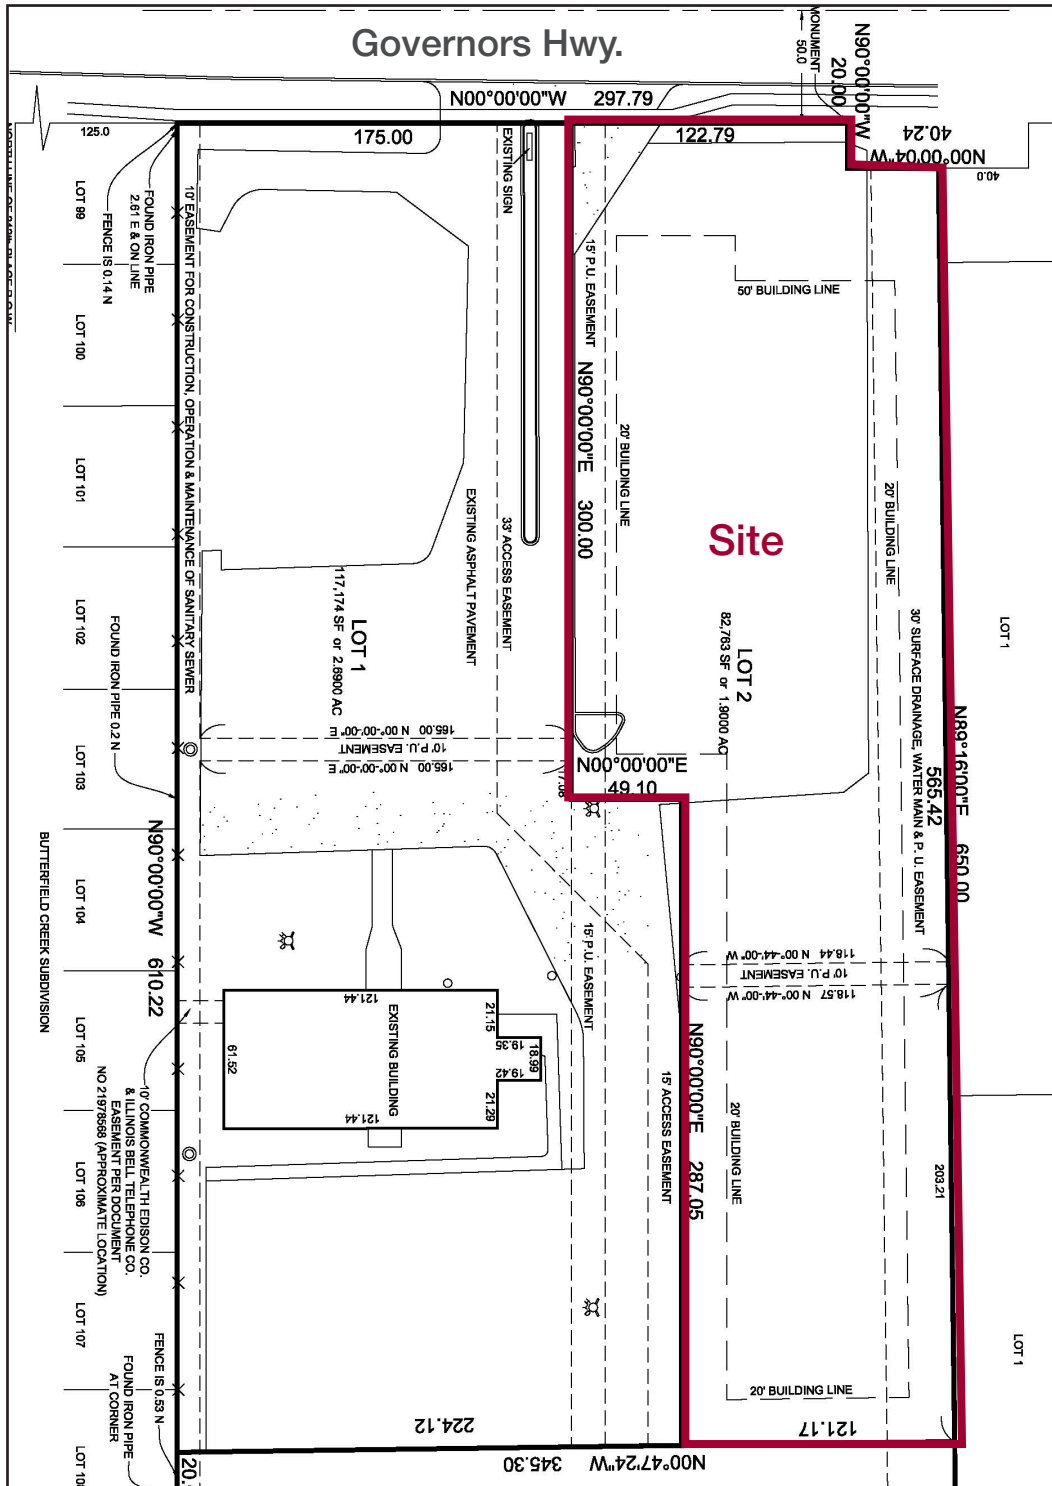 Governors Hwy.
MONUMENT
50.0
N90°00'00"W
20.00
N00°00'00"W 297.79
40.24
N00°00'04"W
40.0
125.0
175.00
122.79
EXISTING SIGN
LOT 99
FOUND IRON PIPE
2.61 E & ON LINE
FENCE IS 0.14 N
10' EASEMENT FOR CONSTRUCTION, OPERATION & MAINTENANCE OF SANITARY SEWER
15' P.U. EASEMENT
N90°00'00"E 300.00
50' BUILDING LINE
20' BUILDING LINE
20' BUILDING LINE
LOT 100
LOT 101
EXISTING ASPHALT PAVEMENT
33' ACCESS EASEMENT
Site
LOT 102
FOUND IRON PIPE 0.2 N
LOT 1
117,174 SF or 2.6900 AC
LOT 2
82,763 SF or 1.9000 AC
30' SURFACE DRAINAGE, WATER MAIN & P. U. EASEMENT
LOT 1
N89°16'00"E 650.00
565.42
LOT 103
165.00 N 00°-00'-00" E
10' P.U. EASEMENT
165.00 N 00°-00'-00" E
N00°00'00"E
49.10
17.08
BUTTERFIELD CREEK SUBDIVISION
LOT 104
N90°00'00"W 610.22
15' P.U. EASEMENT
118.44 N 00°-44'-00" W
10' P.U. EASEMENT
118.57 N 00°-44'-00" W
121.44
EXISTING BUILDING
21.15
19.35
18.99
19.42
21.29
61.52
121.44
LOT 105
10' COMMONWEALTH EDISON CO.
& ILLINOIS BELL TELEPHONE CO.
EASEMENT PER DOCUMENT
NO 21978568 (APPROXIMATE LOCATION)
N90°00'00"E 287.05
15' ACCESS EASEMENT
20' BUILDING LINE
203.21
LOT 106
LOT 107
FENCE IS 0.53 N
FOUND IRON PIPE
AT CORNER
LOT 1
20' BUILDING LINE
224.12
121.17
N00°47'24"W 345.30
20.